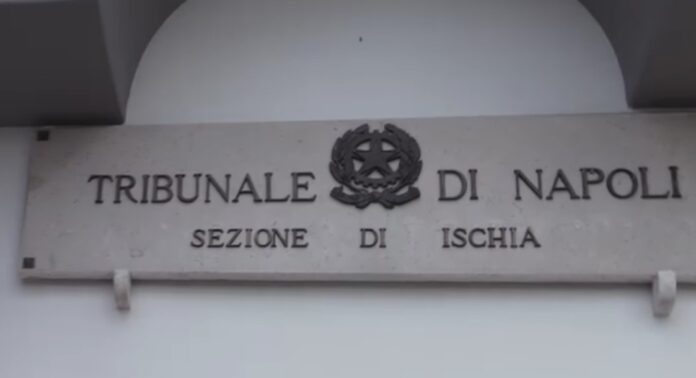 TRIBUNALE DI NAPOLI
SEZIONE DI ISCHIA